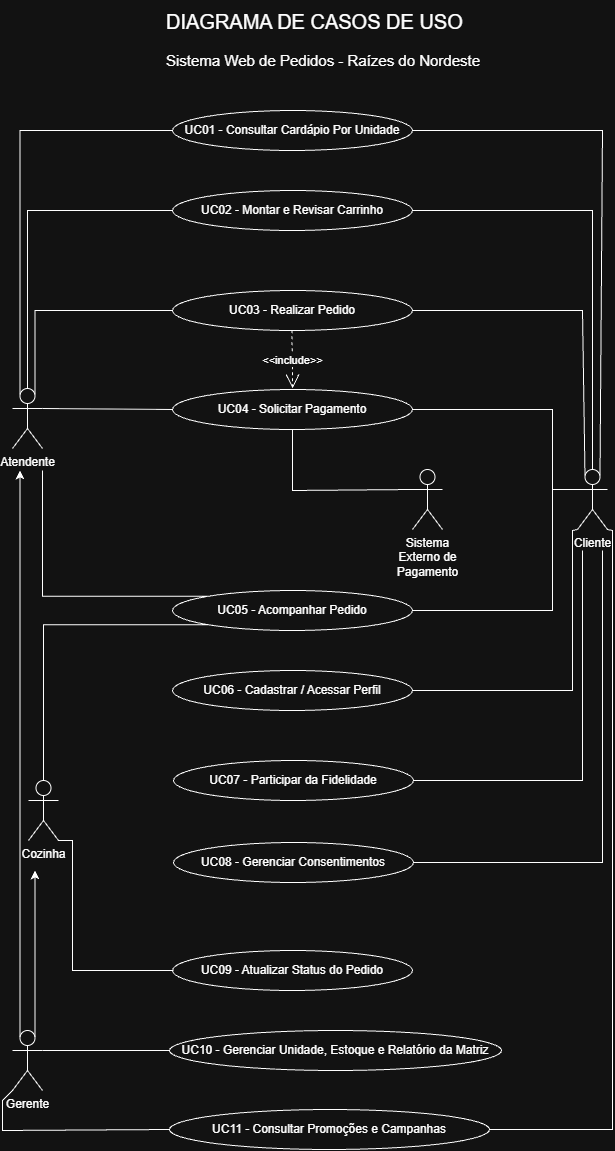 DIAGRAMA DE CASOS DE USO
Sistema Web de Pedidos - Raízes do Nordeste
UC01 - Consultar Cardápio Por Unidade
UC02 - Montar e Revisar Carrinho
UC03 - Realizar Pedido
<<include>>
UC04 - Solicitar Pagamento
Atendente
Sistema
Externo de
Pagamento
Cliente
UC05 - Acompanhar Pedido
UC06 - Cadastrar / Acessar Perfil
UC07 - Participar da Fidelidade
Cozinha
UC08 - Gerenciar Consentimentos
UC09 - Atualizar Status do Pedido
UC10 - Gerenciar Unidade, Estoque e Relatório da Matriz
Gerente
UC11 - Consultar Promoções e Campanhas